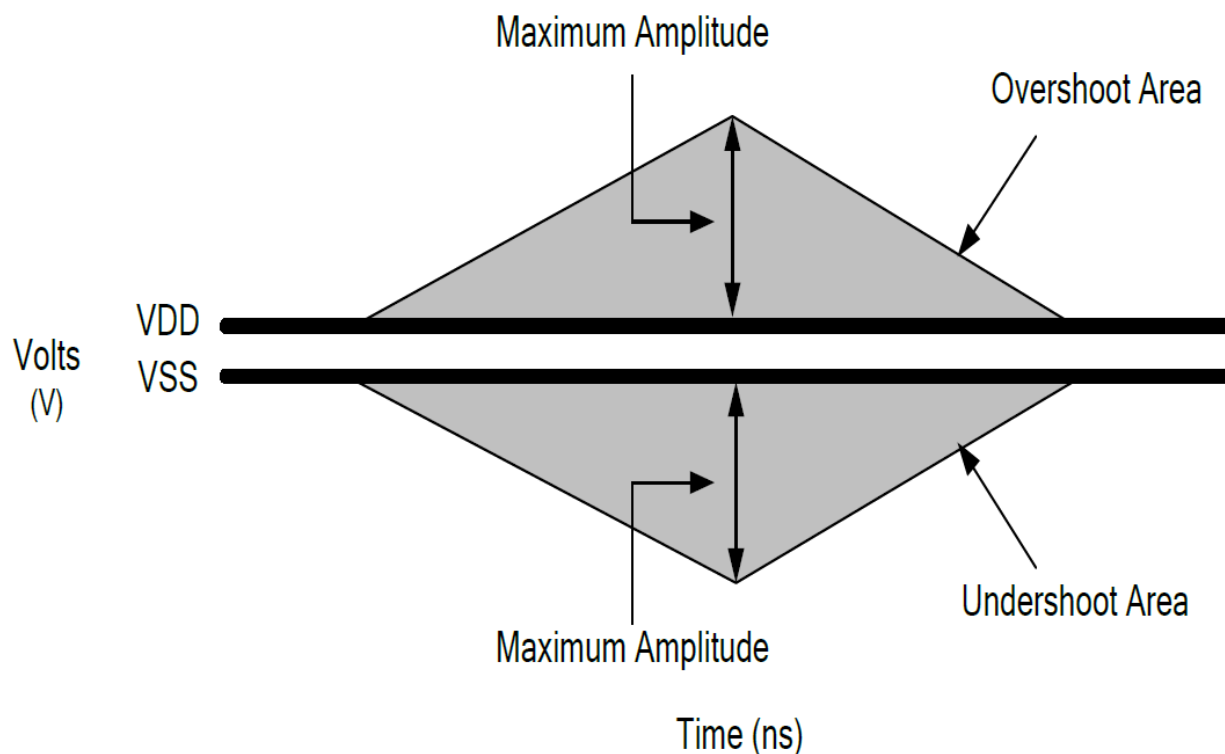 Maximum Amplitude
Overshoot Area
VDD
Volts
(V)
VSS
Undershoot Area
Maximum Amplitude
Time (ns)